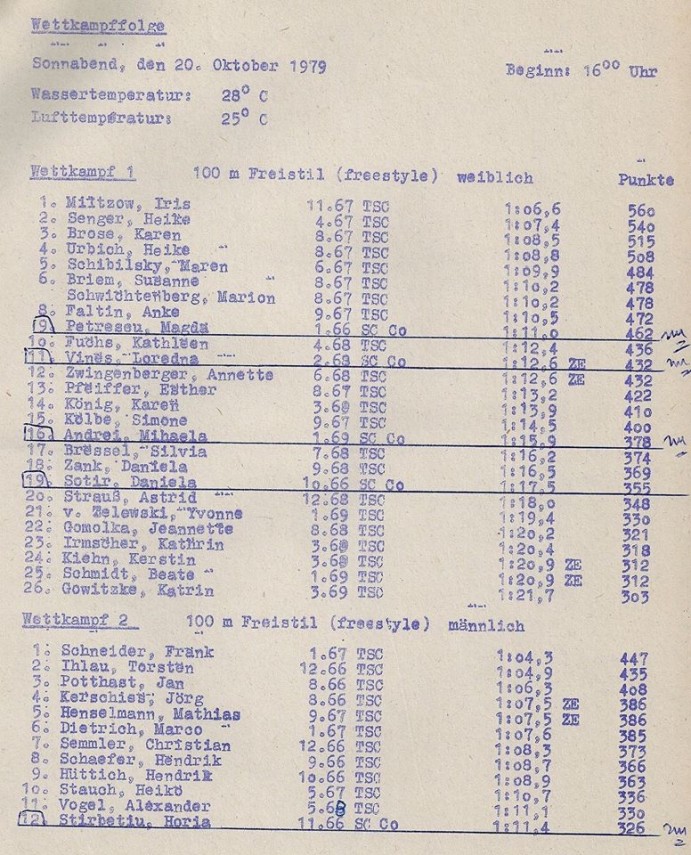 Wettkampffolge
Sonnabend, den 20. Oktober 1979 Beginn: 16⁰⁰ Uhr
Wassertemperatur: 28⁰ C
Lufttemperatur: 25⁰ C
Wettkampf 1 100 m Freistil (freestyle) weiblich Punkte
1. Miltzow, Iris 11.67 TSC 1:06,6 560
2. Senger, Heike 4.67 TSC 1:07,4 540
3. Brose, Karen 8.67 TSC 1:08,5 515
4. Urbich, Heike 8.67 TSC 1:08,8 508
5. Schibilsky, Maren 6.67 TSC 1:09,9 484
6. Briem, Susanne 8.67 TSC 1:10,2 478
Schwichtenberg, Marion 8.67 TSC 1:10,2 478
8. Faltin, Anke 9.67 TSC 1:10,5 472
9. Petrescu, Magda 1.66 SC Co 1:11,0 462
10. Fuchs, Kathleen 4.68 TSC 1:12,4 436
11. Vines, Loredna 2.68 SC Co 1:12,6 ZE 432
12. Zwingenberger, Annette 6.68 TSC 1:12,6 ZE 432
13. Pfeiffer, Esther 8.67 TSC 1:13,2 422
14. König, Karen 3.69 TSC 1:13,9 410
15. Kölbe, Simone 9.67 TSC 1:14,5 400
16. Andrei, Mihaela 1.69 SC Co 1:15,9 378
17. Bressel, Silvia 7.68 TSC 1:16,2 374
18. Zank, Daniela 9.68 TSC 1:16,5 369
19. Sotir, Daniela 10.66 SC Co 1:17,5 355
20. Strauß, Astrid 12.68 TSC 1:18,0 348
21. v. Zelewski, Yvonne 1.69 TSC 1:19,4 330
22. Gomolka, Jeannette 8.68 TSC 1:20,2 321
23. Irmscher, Kathrin 3.69 TSC 1:20,4 318
24. Kiehn, Kerstin 3.69 TSC 1:20,9 ZE 312
25. Schmidt, Beate 1.69 TSC 1:20,9 ZE 312
26. Gowitzke, Katrin 3.69 TSC 1:21,7 303
Wettkampf 2 100 m Freistil (freestyle) männlich
1. Schneider, Frank 1.67 TSC 1:04,3 447
2. Ihlau, Torsten 12.66 TSC 1:04,9 435
3. Potthast, Jan 8.66 TSC 1:06,3 408
4. Kerschies, Jörg 8.66 TSC 1:07,5 ZE 386
5. Henselmann, Mathias 9.67 TSC 1:07,5 ZE 386
6. Dietrich, Marco 1.67 TSC 1:07,6 385
7. Semmler, Christian 12.66 TSC 1:08,3 373
8. Schaefer, Hendrik 9.66 TSC 1:08,7 366
9. Hüttich, Hendrik 10.66 TSC 1:08,9 363
10. Stauch, Heiko 5.67 TSC 1:10,7 336
11. Vogel, Alexander 5.68 TSC 1:11,1 330
12. Stirbetiu, Horia 11.66 SC Co 1:11,4 326